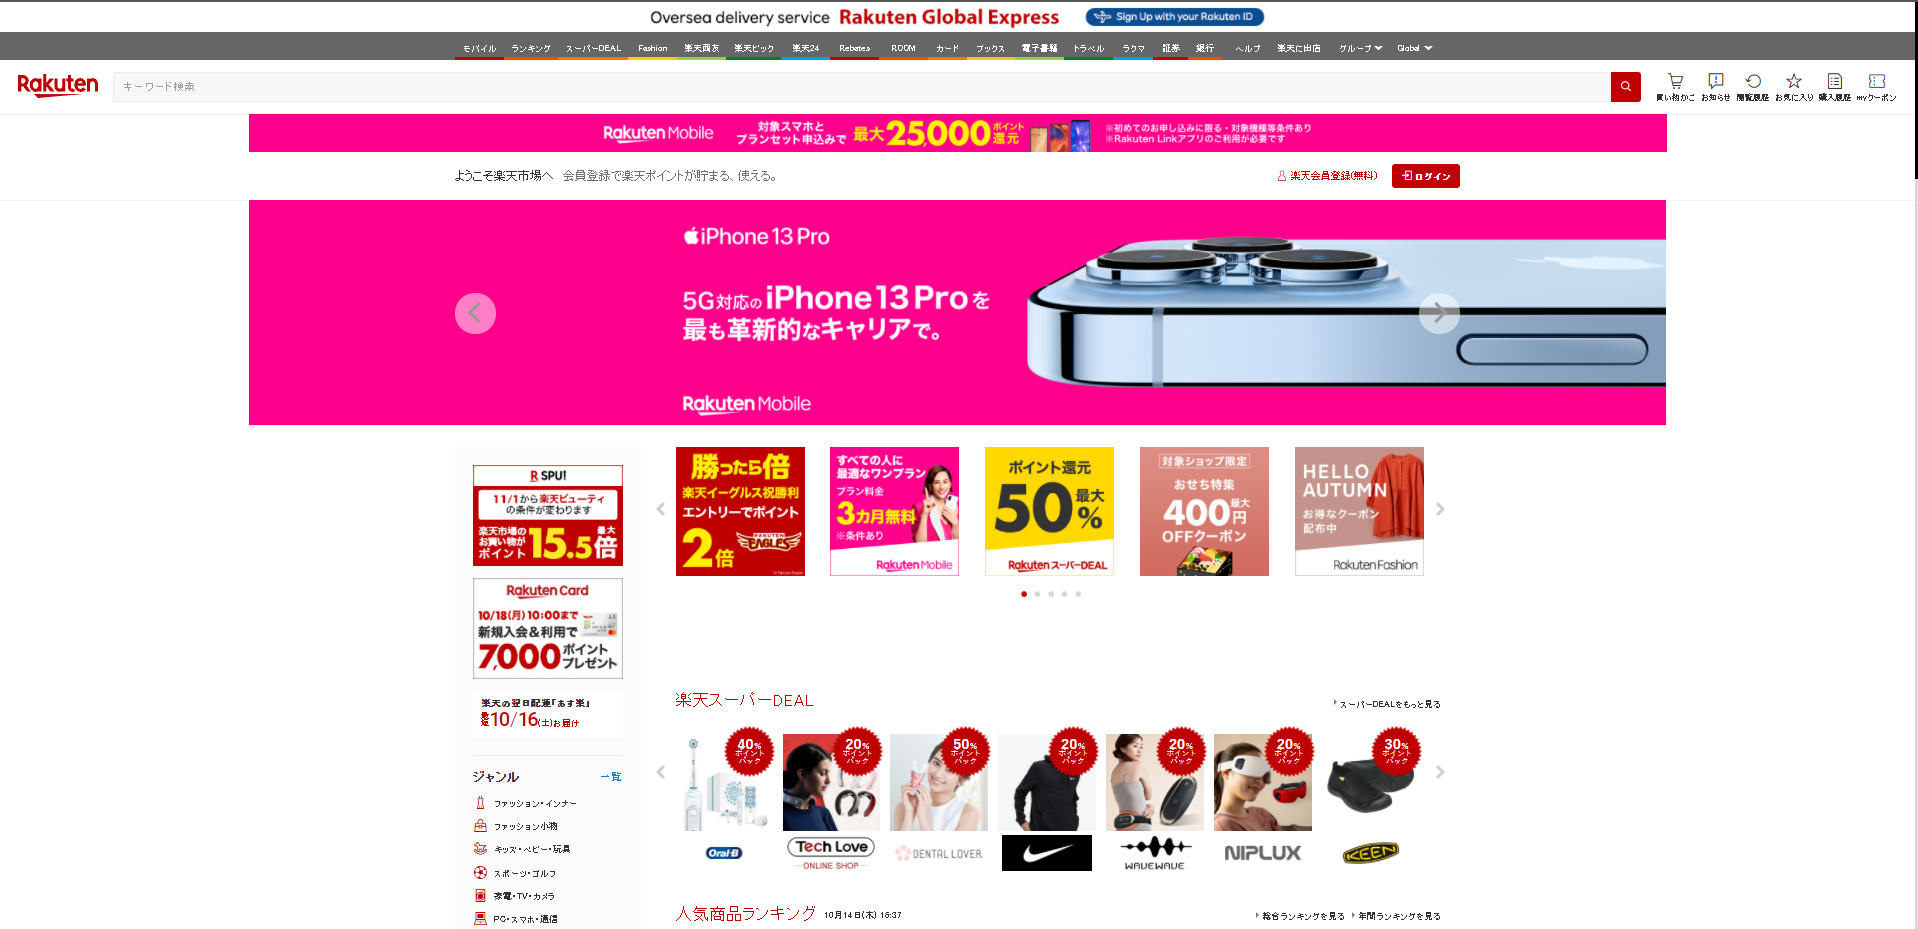 Oversea delivery service Rakuten Global Express
Sign Up with your Rakuten ID
モバイル ランキング スーパーDEAL Fashion 楽天西友 楽天ビック 楽天24 Rebates ROOM カード ブックス 電子書籍 トラベル ラクマ 証券 銀行 ヘルプ 楽天に出店 グループ Global
Rakuten
キーワード検索
買い物かご お知らせ 閲覧履歴 お気に入り 購入履歴 myクーポン
Rakuten Mobile
対象スマホと
プランセット申込みで
最大25,000ポイント還元
※初めてのお申し込みに限る・対象機種等条件あり
※Rakuten Linkアプリのご利用が必要です
ようこそ楽天市場へ 会員登録で楽天ポイントが貯まる、使える。
楽天会員登録(無料)
ログイン
iPhone 13 Pro
5G対応の iPhone 13 Pro を
最も革新的なキャリアで。
Rakuten Mobile
R SPU!
11/1から楽天ビューティ
の条件が変わります
楽天市場の
お買い物が
ポイント
最大
15.5倍
Rakuten Card
10/18(月)10:00まで
新規入会&利用で
7,000ポイント
プレゼント
楽天の翌日配達「あす楽」
最短10/16(土)お届け
ジャンル 一覧
ファッション・インナー
ファッション小物
キッズ・ベビー・玩具
スポーツ・ゴルフ
家電・TV・カメラ
PC・スマホ・通信
勝ったら倍
楽天イーグルス祝勝利
エントリーでポイント
2倍
RAKUTEN
EAGLES
すべての人に
最適なワンプラン
プラン料金
3カ月無料
※条件あり
Rakuten Mobile
ポイント還元
50%
最大
Rakuten スーパーDEAL
対象ショップ限定
おせち特集
最大
400円
OFFクーポン
HELLO
AUTUMN
お得なクーポン
配布中
Rakuten Fashion
楽天スーパーDEAL
スーパーDEALをもっと見る
40%
ポイント
バック
20%
ポイント
バック
50%
ポイント
バック
20%
ポイント
バック
20%
ポイント
バック
20%
ポイント
バック
30%
ポイント
バック
Oral-B
Tech Love
ONLINE SHOP
DENTAL LOVER.
WAVEWAVE
NIPLUX
KEEN
人気商品ランキング 10月14日(木) 18:37
総合ランキングを見る 年間ランキングを見る